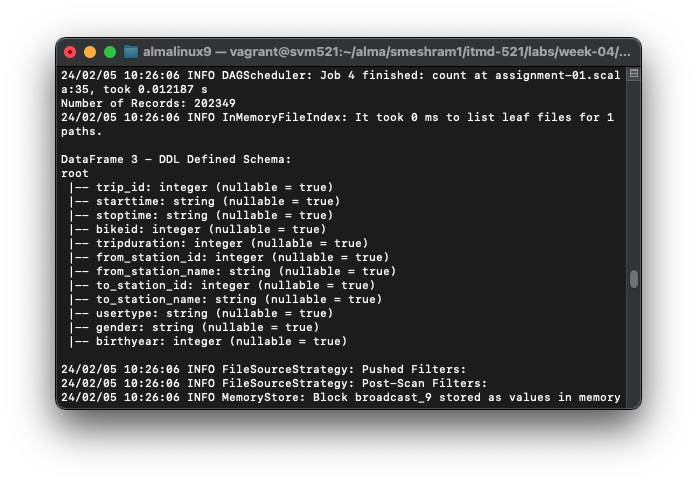 almalinux9 — vagrant@svm521:~/alma/smeshram1/itmd-521/labs/week-04/...
24/02/05 10:26:06 INFO DAGScheduler: Job 4 finished: count at assignment-01.scal
a:35, took 0.012187 s
Number of Records: 202349
24/02/05 10:26:06 INFO InMemoryFileIndex: It took 0 ms to list leaf files for 1
paths.
DataFrame 3 – DDL Defined Schema:
root
 |-- trip_id: integer (nullable = true)
 |-- starttime: string (nullable = true)
 |-- stoptime: string (nullable = true)
 |-- bikeid: integer (nullable = true)
 |-- tripduration: integer (nullable = true)
 |-- from_station_id: integer (nullable = true)
 |-- from_station_name: string (nullable = true)
 |-- to_station_id: integer (nullable = true)
 |-- to_station_name: string (nullable = true)
 |-- usertype: string (nullable = true)
 |-- gender: string (nullable = true)
 |-- birthyear: integer (nullable = true)
24/02/05 10:26:06 INFO FileSourceStrategy: Pushed Filters:
24/02/05 10:26:06 INFO FileSourceStrategy: Post-Scan Filters:
24/02/05 10:26:06 INFO MemoryStore: Block broadcast_9 stored as values in memory